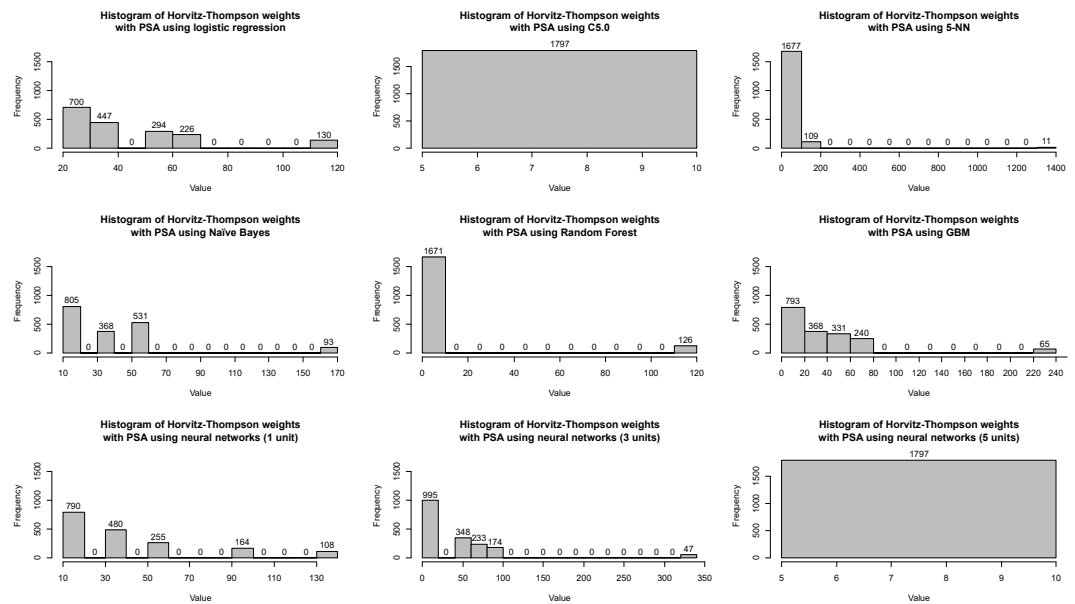 Histogram of Horvitz-Thompson weights
with PSA using logistic regression
Frequency
0 500 1000 1500
700 447 0 294 226 0 0 0 0 130
20 40 60 80 100 120
Value
Histogram of Horvitz-Thompson weights
with PSA using C5.0
Frequency
0 500 1000 1500
1797
5 6 7 8 9 10
Value
Histogram of Horvitz-Thompson weights
with PSA using 5-NN
Frequency
0 500 1000 1500
1677 109 0 0 0 0 0 0 0 0 0 0 0 11
0 200 400 600 800 1000 1200 1400
Value
Histogram of Horvitz-Thompson weights
with PSA using Naïve Bayes
Frequency
0 500 1000 1500
805 0 368 0 531 0 0 0 0 0 0 0 0 0 0 93
10 30 50 70 90 110 130 150 170
Value
Histogram of Horvitz-Thompson weights
with PSA using Random Forest
Frequency
0 500 1000 1500
1671 0 0 0 0 0 0 0 0 0 0 126
0 20 40 60 80 100 120
Value
Histogram of Horvitz-Thompson weights
with PSA using GBM
Frequency
0 500 1000 1500
793 368 331 240 0 0 0 0 0 0 0 65
0 20 40 60 80 100 120 140 160 180 200 220 240
Value
Histogram of Horvitz-Thompson weights
with PSA using neural networks (1 unit)
Frequency
0 500 1000 1500
790 0 480 0 255 0 0 0 164 0 0 0 108
10 30 50 70 90 110 130
Value
Histogram of Horvitz-Thompson weights
with PSA using neural networks (3 units)
Frequency
0 500 1000 1500
995 0 348 233 174 0 0 0 0 0 0 0 0 0 0 0 47
0 50 100 150 200 250 300 350
Value
Histogram of Horvitz-Thompson weights
with PSA using neural networks (5 units)
Frequency
0 500 1000 1500
1797
5 6 7 8 9 10
Value